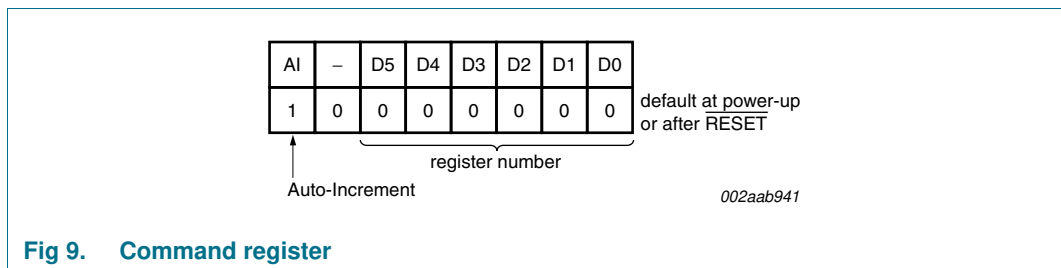 AI – D5 D4 D3 D2 D1 D0
1 0 0 0 0 0 0 0
default at power-up
or after RESET
register number
Auto-Increment
002aab941
Fig 9. Command register